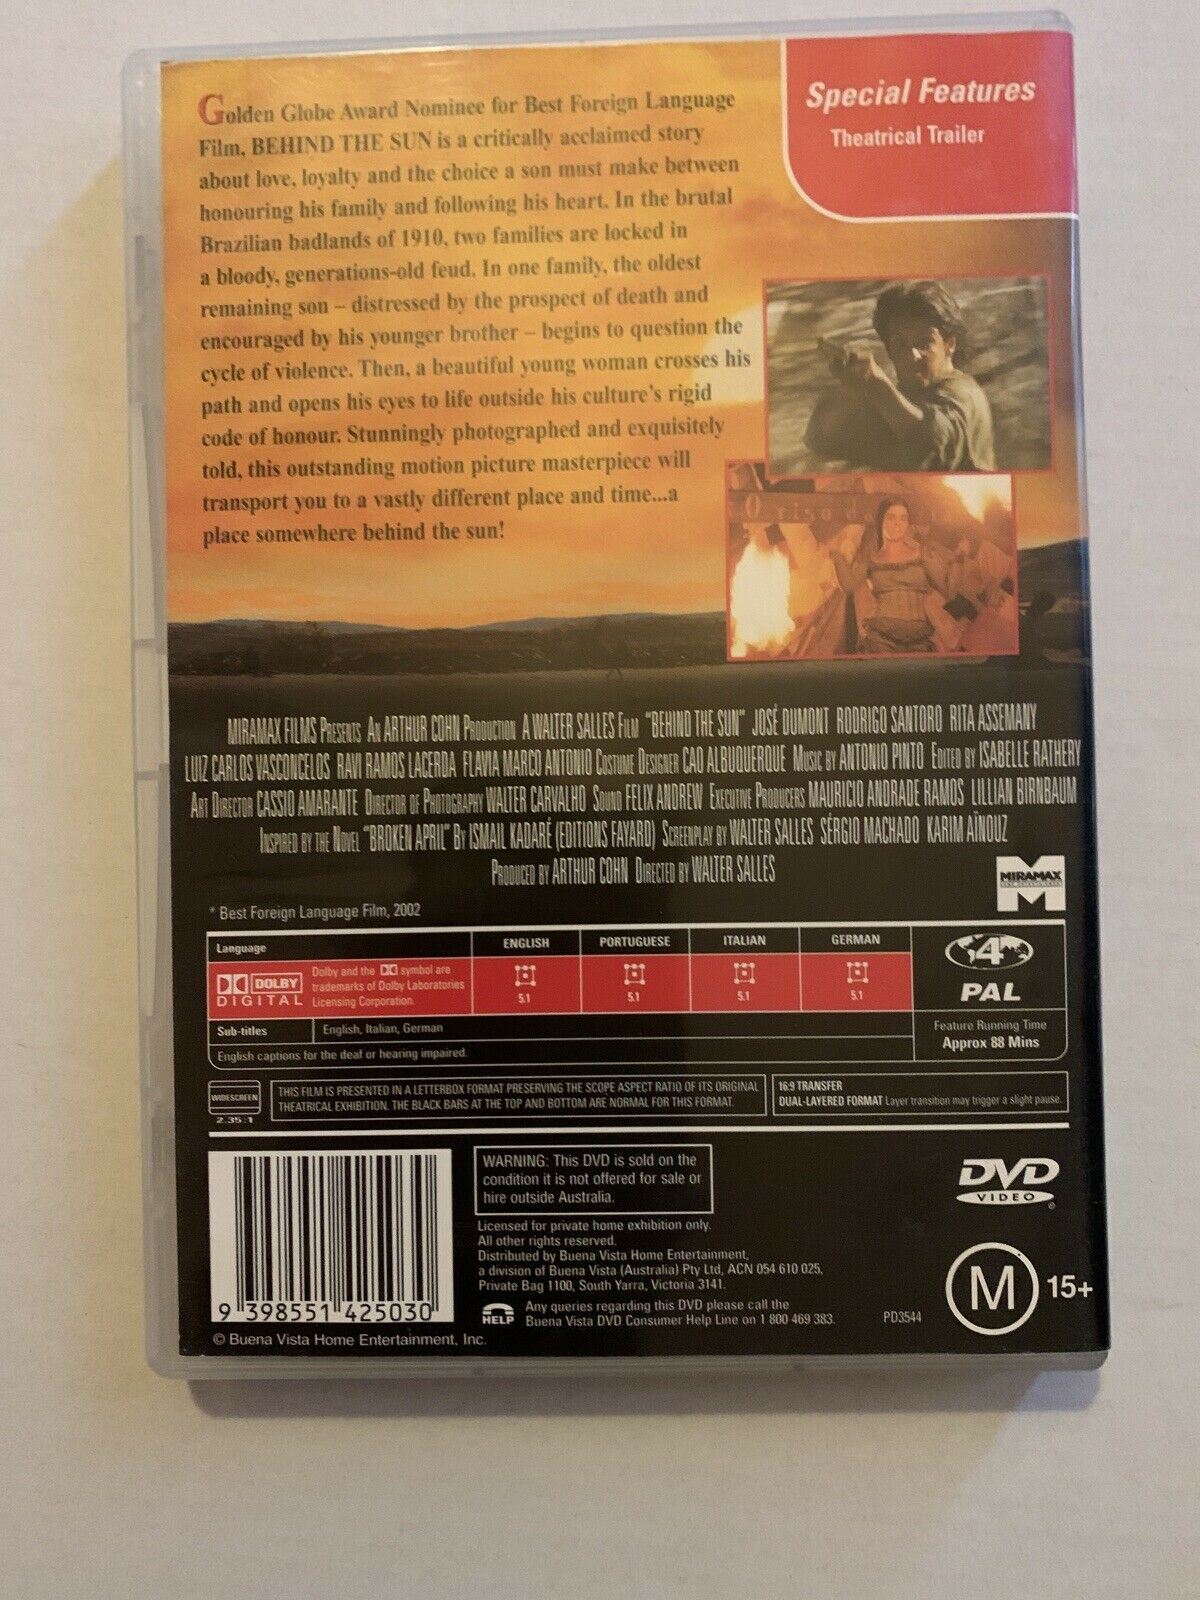 Special Features
Theatrical Trailer
Golden Globe Award Nominee for Best Foreign Language
Film, BEHIND THE SUN is a critically acclaimed story
about love, loyalty and the choice a son must make between
honouring his family and following his heart. In the brutal
Brazilian badlands of 1910, two families are locked in
a bloody, generations-old feud. In one family, the oldest
remaining son – distressed by the prospect of death and
encouraged by his younger brother – begins to question the
cycle of violence. Then, a beautiful young woman crosses his
path and opens his eyes to life outside his culture's rigid
code of honour. Stunningly photographed and exquisitely
told, this outstanding motion picture masterpiece will
transport you to a vastly different place and time...a
place somewhere behind the sun!
O riso d
MIRAMAX FILMS PRESENTS AN ARTHUR COHN PRODUCTION A WALTER SALLES FILM "BEHIND THE SUN" JOSÉ DUMONT RODRIGO SANTORO RITA ASSEMANY
LUIZ CARLOS VASCONCELOS RAVI RAMOS LACERDA FLAVIA MARCO ANTONIO COSTUME DESIGNER CAO ALBUQUERQUE MUSIC BY ANTONIO PINTO EDITED BY ISABELLE RATHERY
ART DIRECTOR CASSIO AMARANTE DIRECTOR OF PHOTOGRAPHY WALTER CARVALHO SOUND FELIX ANDREW EXECUTIVE PRODUCERS MAURICIO ANDRADE RAMOS LILLIAN BIRNBAUM
INSPIRED BY THE NOVEL "BROKEN APRIL" BY ISMAIL KADARÉ (EDITIONS FAYARD) SCREENPLAY BY WALTER SALLES SÉRGIO MACHADO KARIM AÏNOUZ
PRODUCED BY ARTHUR COHN DIRECTED BY WALTER SALLES
MIRAMAX
* Best Foreign Language Film, 2002
Language ENGLISH PORTUGUESE ITALIAN GERMAN
DOLBY
DIGITAL
Dolby and the DD symbol are
trademarks of Dolby Laboratories
Licensing Corporation.
5.1 5.1 5.1 5.1
4
PAL
Sub-titles English, Italian, German
English captions for the deaf or hearing impaired.
Feature Running Time
Approx 88 Mins
WIDESCREEN
2.35:1
THIS FILM IS PRESENTED IN A LETTERBOX FORMAT PRESERVING THE SCOPE ASPECT RATIO OF ITS ORIGINAL
THEATRICAL EXHIBITION. THE BLACK BARS AT THE TOP AND BOTTOM ARE NORMAL FOR THIS FORMAT.
16:9 TRANSFER
DUAL-LAYERED FORMAT Layer transition may trigger a slight pause.
WARNING: This DVD is sold on the
condition it is not offered for sale or
hire outside Australia.
Licensed for private home exhibition only.
All other rights reserved.
Distributed by Buena Vista Home Entertainment,
a division of Buena Vista (Australia) Pty Ltd, ACN 054 610 025,
Private Bag 1100, South Yarra, Victoria 3141.
HELP
Any queries regarding this DVD please call the
Buena Vista DVD Consumer Help Line on 1 800 469 383.
PD3544
DVD
VIDEO
M 15+
9 398551 425030
© Buena Vista Home Entertainment, Inc.